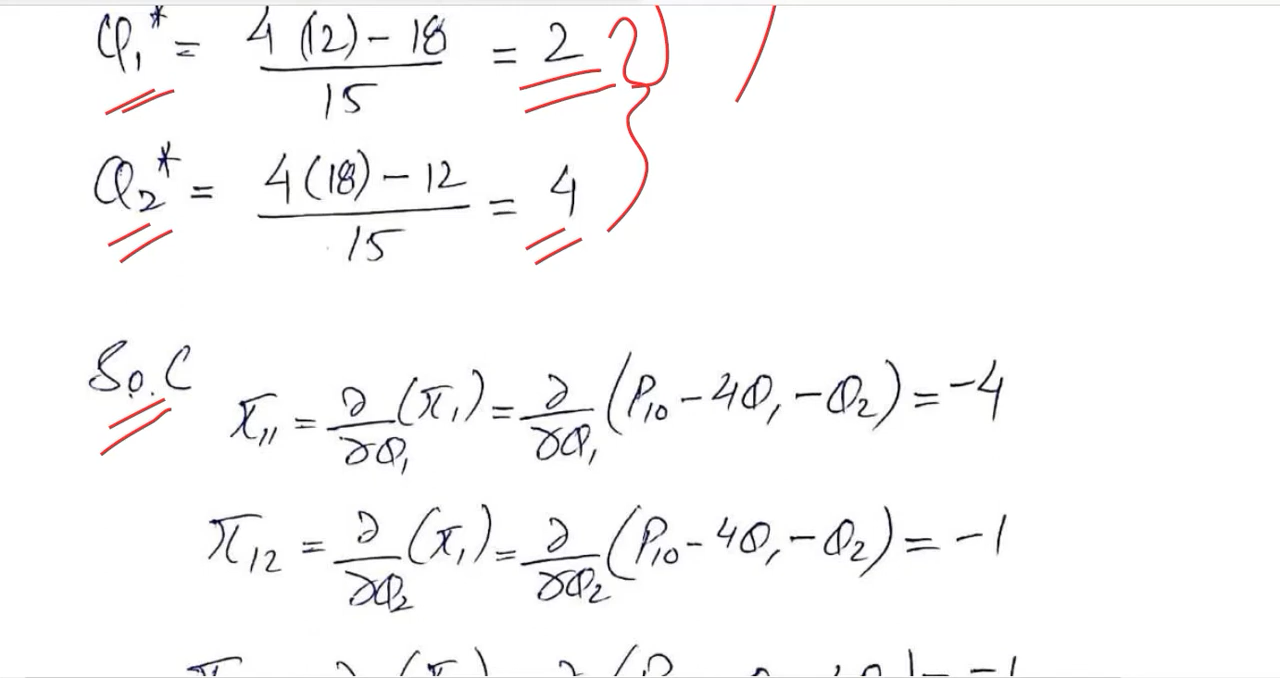 Q₁* = 4(12) – 18 / 15 = 2
Q₂* = 4(18) – 12 / 15 = 4
S.O.C
π₁₁ = ∂/∂Q₁ (π₁) = ∂/∂Q₁ (P₁₀ – 4Q₁ – Q₂) = –4
π₁₂ = ∂/∂Q₂ (π₁) = ∂/∂Q₂ (P₁₀ – 4Q₁ – Q₂) = –1